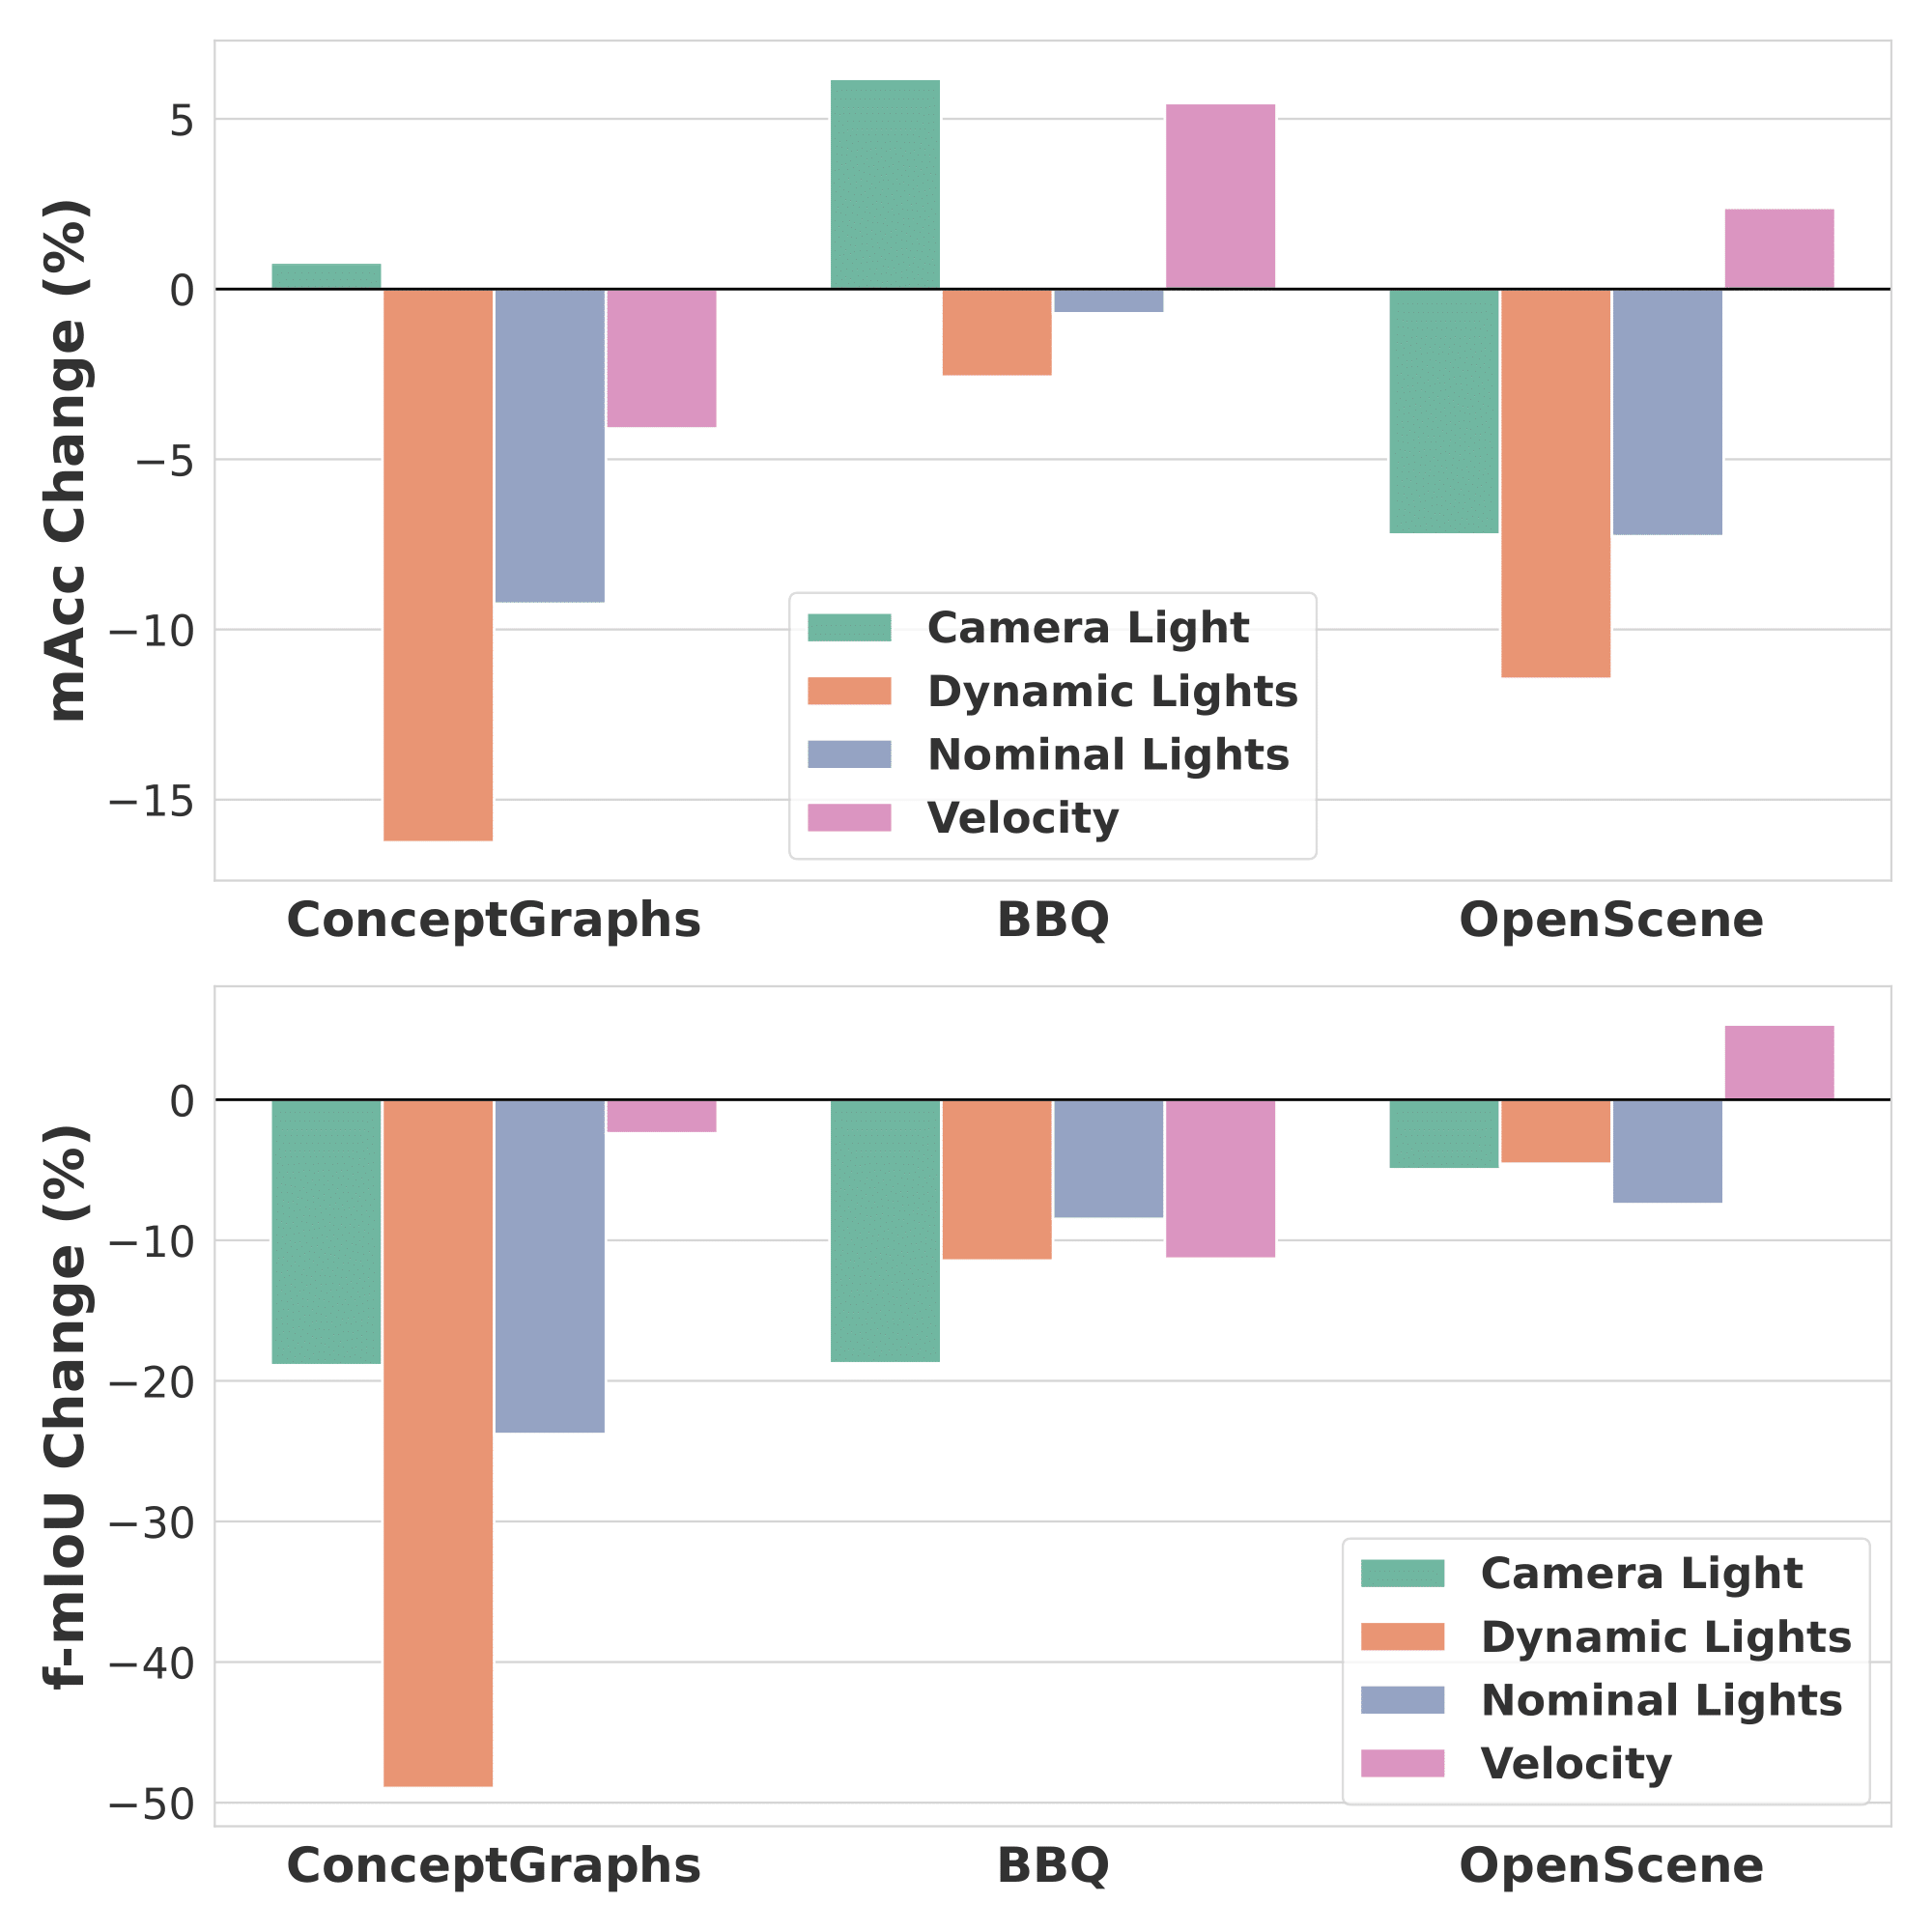 mAcc Change (%)
5
0
−5
−10
−15
Camera Light
Dynamic Lights
Nominal Lights
Velocity
ConceptGraphs BBQ OpenScene
f-mIoU Change (%)
0
−10
−20
−30
−40
−50
Camera Light
Dynamic Lights
Nominal Lights
Velocity
ConceptGraphs BBQ OpenScene